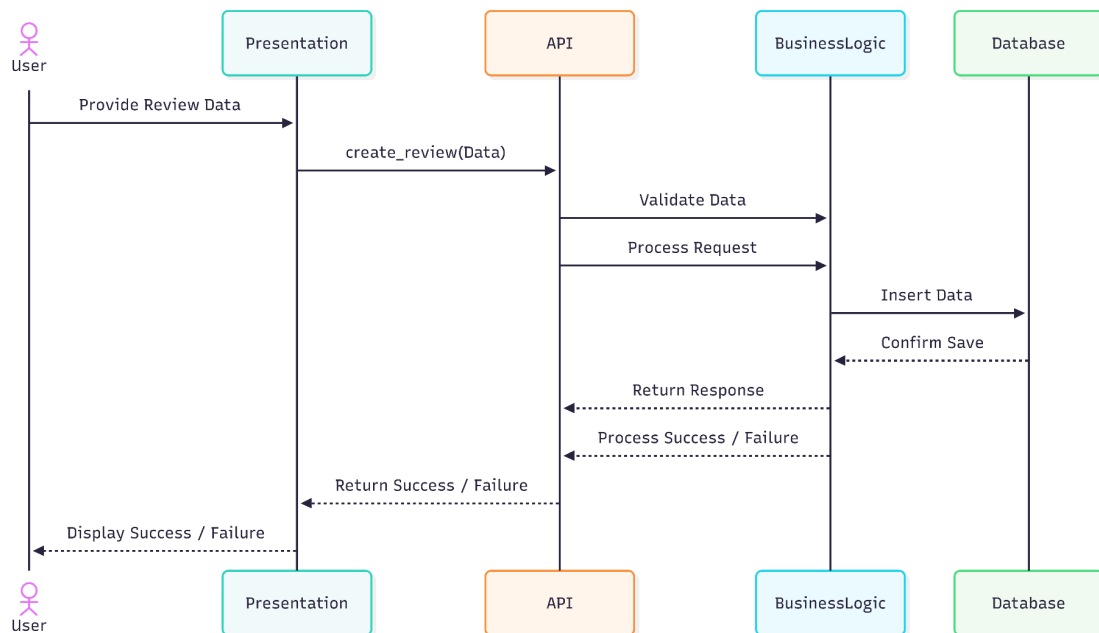 User
Presentation
API
BusinessLogic
Database
Provide Review Data
create_review(Data)
Validate Data
Process Request
Insert Data
Confirm Save
Return Response
Process Success / Failure
Return Success / Failure
Display Success / Failure
User
Presentation
API
BusinessLogic
Database